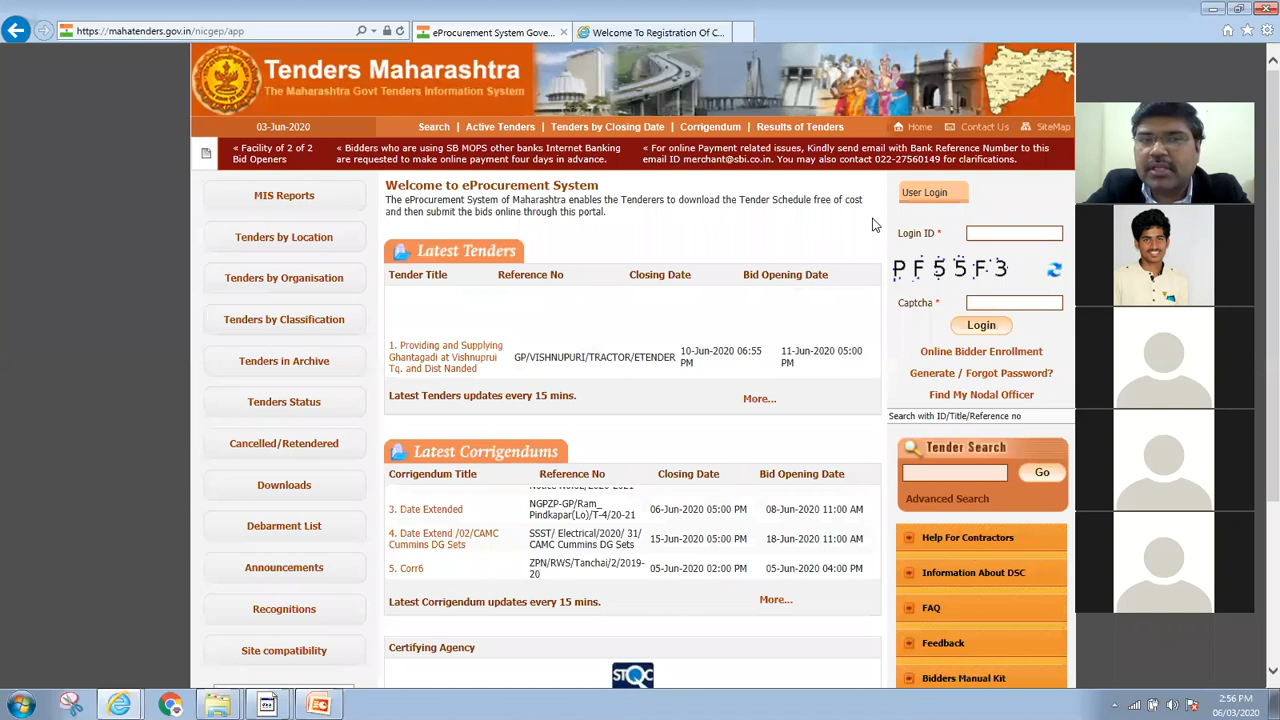 https://mahatenders.gov.in/nicgep/app
eProcurement System Gove...
Welcome To Registration Of C...
Tenders Maharashtra
The Maharashtra Govt Tenders Information System
03-Jun-2020
Search | Active Tenders | Tenders by Closing Date | Corrigendum | Results of Tenders
Home
Contact Us
SiteMap
« Facility of 2 of 2
Bid Openers
« Bidders who are using SB MOPS other banks Internet Banking
are requested to make online payment four days in advance.
« For online Payment related issues, Kindly send email with Bank Reference Number to this
email ID merchant@sbi.co.in. You may also contact 022-27560149 for clarifications.
MIS Reports
Tenders by Location
Tenders by Organisation
Tenders by Classification
Tenders in Archive
Tenders Status
Cancelled/Retendered
Downloads
Debarment List
Announcements
Recognitions
Site compatibility
Welcome to eProcurement System
The eProcurement System of Maharashtra enables the Tenderers to download the Tender Schedule free of cost
and then submit the bids online through this portal.
Latest Tenders
Tender Title Reference No Closing Date Bid Opening Date
1. Providing and Supplying
Ghantagadi at Vishnuprui
Tq. and Dist Nanded
GP/VISHNUPURI/TRACTOR/ETENDER
10-Jun-2020 06:55
PM
11-Jun-2020 05:00
PM
Latest Tenders updates every 15 mins.
More...
Latest Corrigendums
Corrigendum Title Reference No Closing Date Bid Opening Date
3. Date Extended
NGPZP-GP/Ram_
Pindkapar(Lo)/T-4/20-21
06-Jun-2020 05:00 PM
08-Jun-2020 11:00 AM
4. Date Extend /02/CAMC
Cummins DG Sets
SSST/ Electrical/2020/ 31/
CAMC Cummins DG Sets
15-Jun-2020 05:00 PM
18-Jun-2020 11:00 AM
5. Corr6
ZPN/RWS/Tanchai/2/2019-
20
05-Jun-2020 02:00 PM
05-Jun-2020 04:00 PM
Latest Corrigendum updates every 15 mins.
More...
Certifying Agency
STQC
User Login
Login ID *
PF55F3
Captcha *
Login
Online Bidder Enrollment
Generate / Forgot Password?
Find My Nodal Officer
Search with ID/Title/Reference no
Tender Search
Go
Advanced Search
Help For Contractors
Information About DSC
FAQ
Feedback
Bidders Manual Kit
2:56 PM
06/03/2020